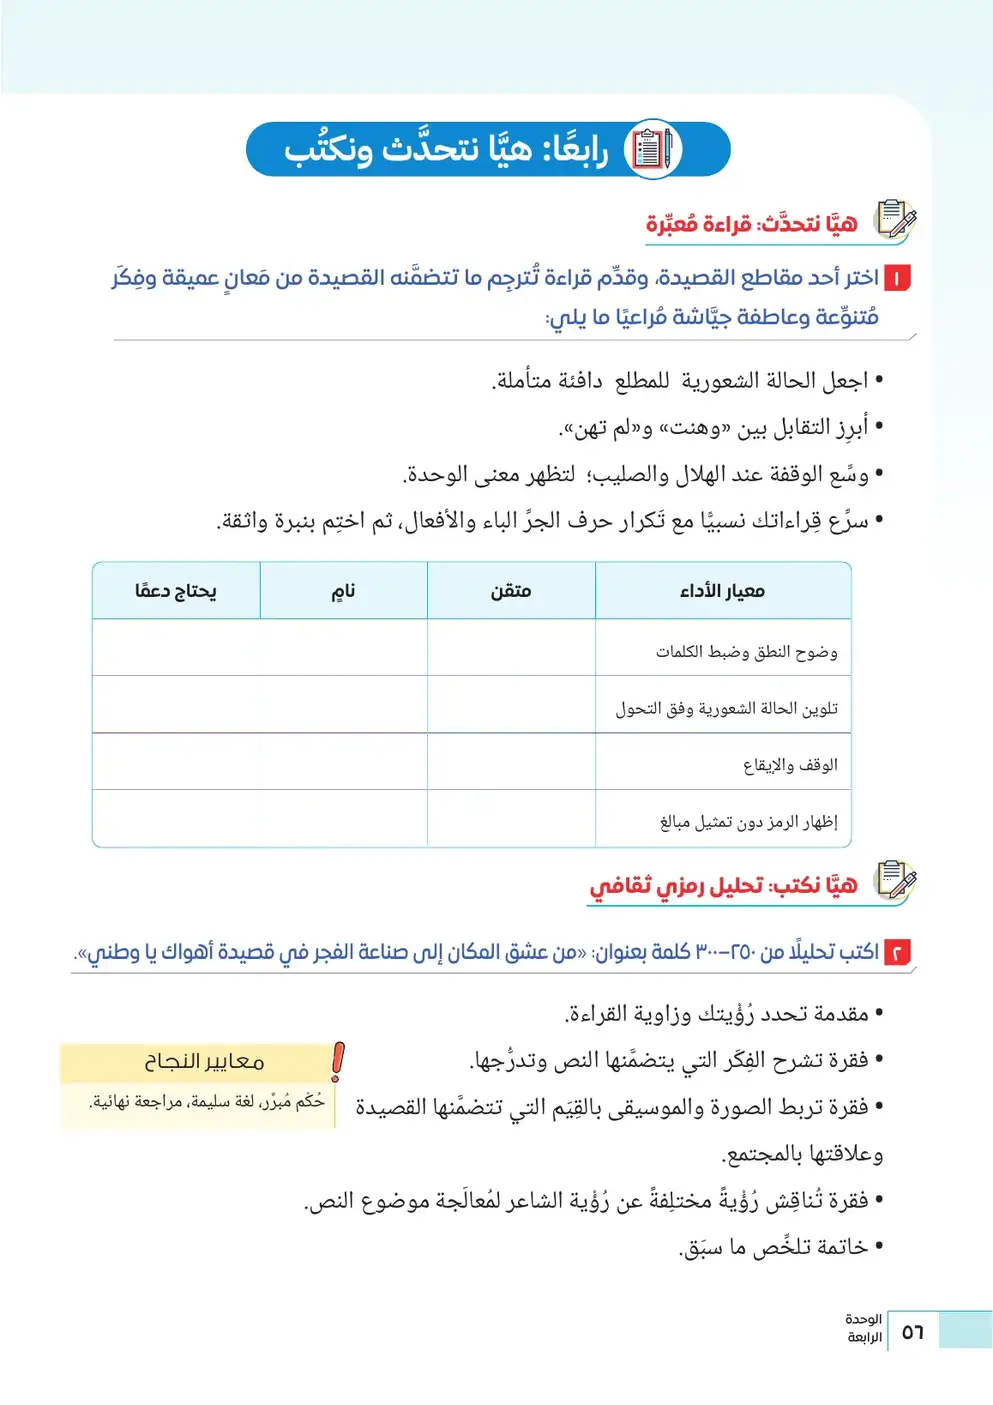 رابعًا: هيَّا نتحدَّث ونكتُب
هيَّا نتحدَّث: قراءة مُعبِّرة
١ اختر أحد مقاطع القصيدة، وقدِّم قراءة تُترجِم ما تتضمَّنه القصيدة من مَعانٍ عميقة وفِكَر
مُتنوِّعة وعاطفة جيَّاشة مُراعيًا ما يلي:
• اجعل الحالة الشعورية للمطلع دافئة متأملة.
• أبرِز التقابل بين «وهنت» و«لم تهن».
• وسَّع الوقفة عند الهلال والصليب؛ لتظهر معنى الوحدة.
• سرِّع قِراءاتك نسبيًّا مع تَكرار حرف الجرِّ الباء والأفعال، ثم اختِم بنبرة واثقة.
معيار الأداء متقن نامٍ يحتاج دعمًا
وضوح النطق وضبط الكلمات
تلوين الحالة الشعورية وفق التحول
الوقف والإيقاع
إظهار الرمز دون تمثيل مبالغ
هيَّا نكتب: تحليل رمزي ثقافي
٢ اكتب تحليلًا من ٢٥٠–٣٠٠ كلمة بعنوان: «من عشق المكان إلى صناعة الفجر في قصيدة أهواك يا وطني».
• مقدمة تحدد رُؤْيتك وزاوية القراءة.
• فقرة تشرح الفِكَر التي يتضمَّنها النص وتدرُّجها.
• فقرة تربط الصورة والموسيقى بالقِيَم التي تتضمَّنها القصيدة
وعلاقتها بالمجتمع.
• فقرة تُناقِش رُؤْيةً مختلِفةً عن رُؤْية الشاعر لمُعالَجة موضوع النص.
• خاتمة تلخِّص ما سبَق.
معايير النجاح
حُكْم مُبرَّر، لغة سليمة، مراجعة نهائية.
٥٦
الوحدة
الرابعة